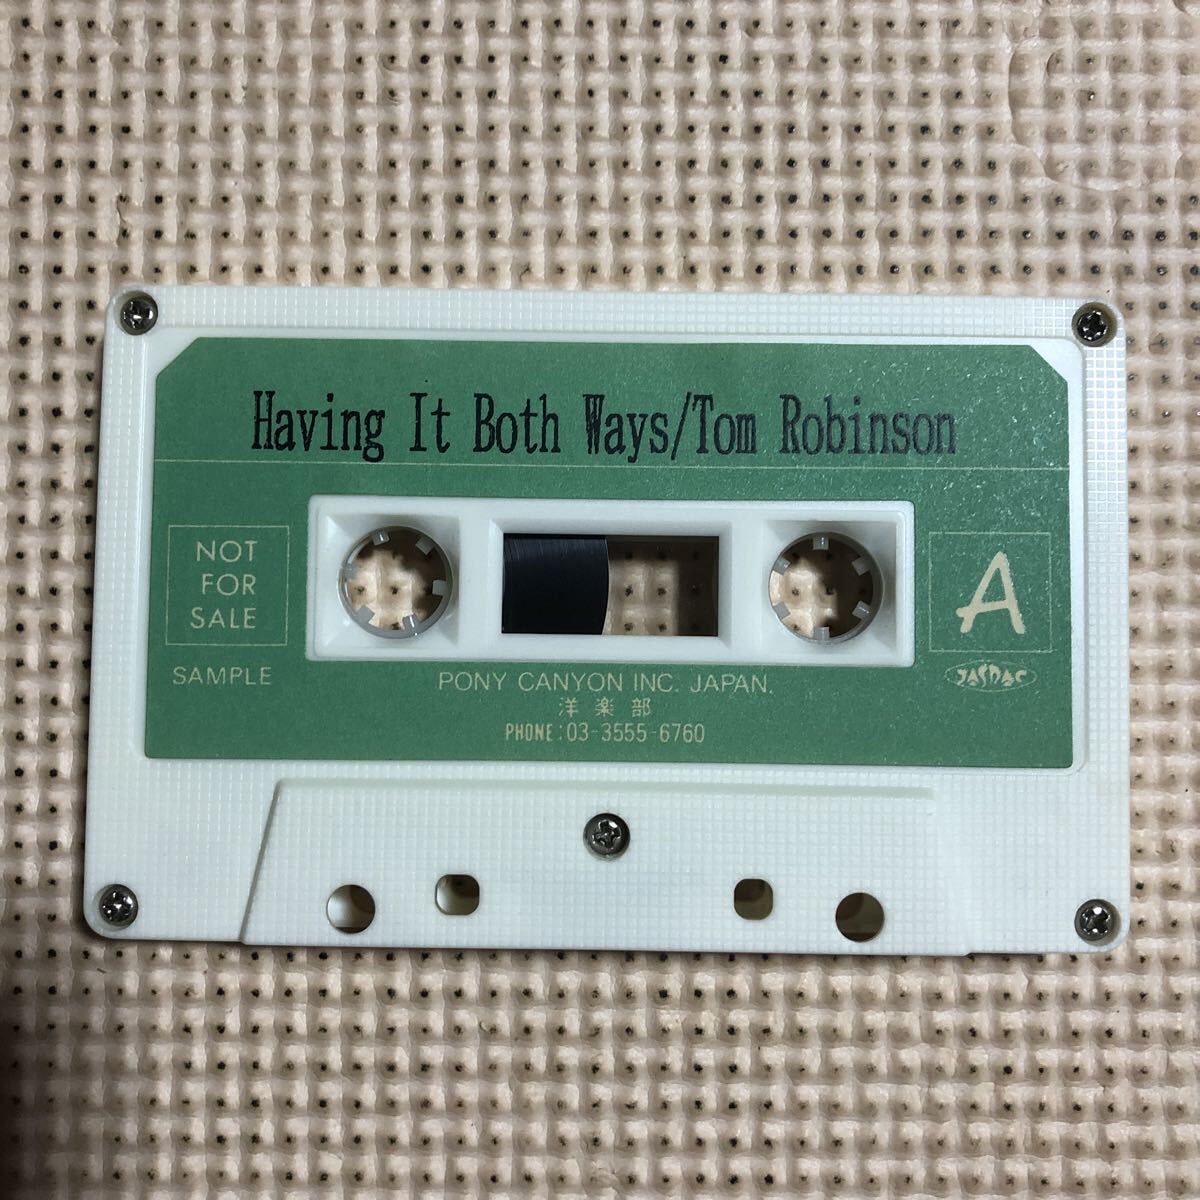 Having It Both Ways/Tom Robinson
NOT
FOR
SALE
SAMPLE
A
JASRAC
PONY CANYON INC. JAPAN.
洋楽部
PHONE:03-3555-6760